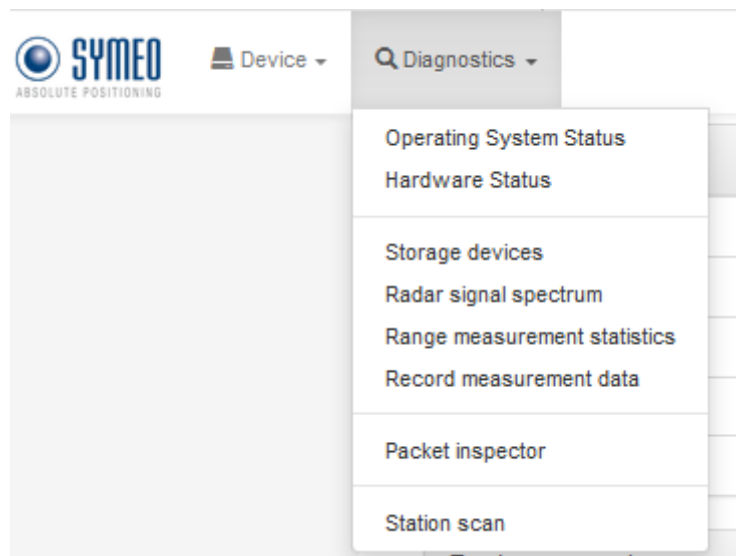 SYMEO
ABSOLUTE POSITIONING
Device
Diagnostics
Operating System Status
Hardware Status
Storage devices
Radar signal spectrum
Range measurement statistics
Record measurement data
Packet inspector
Station scan